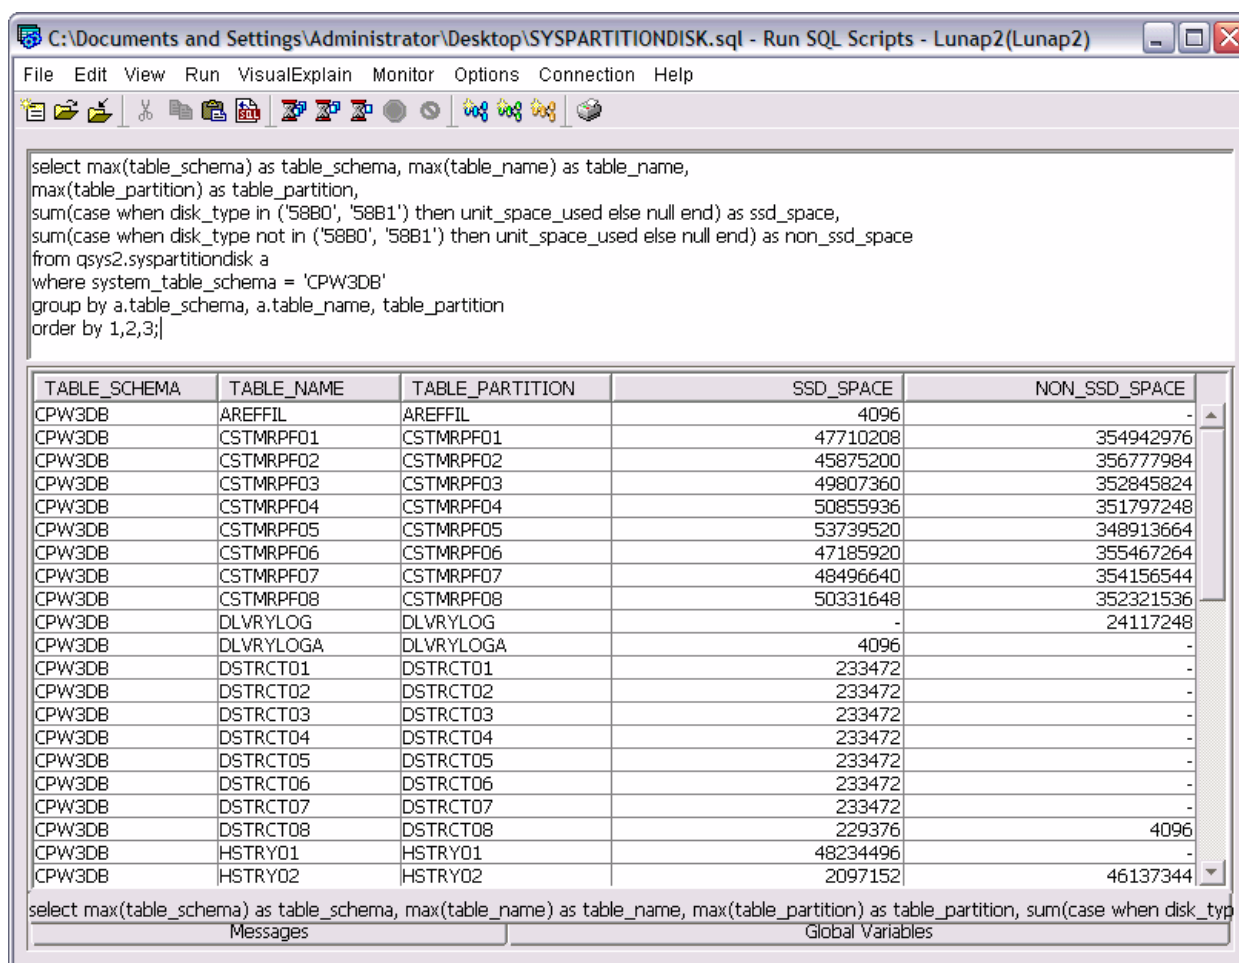 C:\Documents and Settings\Administrator\Desktop\SYSPARTITIONDISK.sql - Run SQL Scripts - Lunap2(Lunap2)
File Edit View Run VisualExplain Monitor Options Connection Help
select max(table_schema) as table_schema, max(table_name) as table_name,
max(table_partition) as table_partition,
sum(case when disk_type in ('58B0', '58B1') then unit_space_used else null end) as ssd_space,
sum(case when disk_type not in ('58B0', '58B1') then unit_space_used else null end) as non_ssd_space
from qsys2.syspartitiondisk a
where system_table_schema = 'CPW3DB'
group by a.table_schema, a.table_name, table_partition
order by 1,2,3;
TABLE_SCHEMA TABLE_NAME TABLE_PARTITION SSD_SPACE NON_SSD_SPACE
CPW3DB AREFFIL AREFFIL 4096 -
CPW3DB CSTMRPF01 CSTMRPF01 47710208 354942976
CPW3DB CSTMRPF02 CSTMRPF02 45875200 356777984
CPW3DB CSTMRPF03 CSTMRPF03 49807360 352845824
CPW3DB CSTMRPF04 CSTMRPF04 50855936 351797248
CPW3DB CSTMRPF05 CSTMRPF05 53739520 348913664
CPW3DB CSTMRPF06 CSTMRPF06 47185920 355467264
CPW3DB CSTMRPF07 CSTMRPF07 48496640 354156544
CPW3DB CSTMRPF08 CSTMRPF08 50331648 352321536
CPW3DB DLVRYLOG DLVRYLOG - 24117248
CPW3DB DLVRYLOGA DLVRYLOGA 4096 -
CPW3DB DSTRCT01 DSTRCT01 233472 -
CPW3DB DSTRCT02 DSTRCT02 233472 -
CPW3DB DSTRCT03 DSTRCT03 233472 -
CPW3DB DSTRCT04 DSTRCT04 233472 -
CPW3DB DSTRCT05 DSTRCT05 233472 -
CPW3DB DSTRCT06 DSTRCT06 233472 -
CPW3DB DSTRCT07 DSTRCT07 233472 -
CPW3DB DSTRCT08 DSTRCT08 229376 4096
CPW3DB HSTRY01 HSTRY01 48234496 -
CPW3DB HSTRY02 HSTRY02 2097152 46137344
select max(table_schema) as table_schema, max(table_name) as table_name, max(table_partition) as table_partition, sum(case when disk_typ
Messages Global Variables